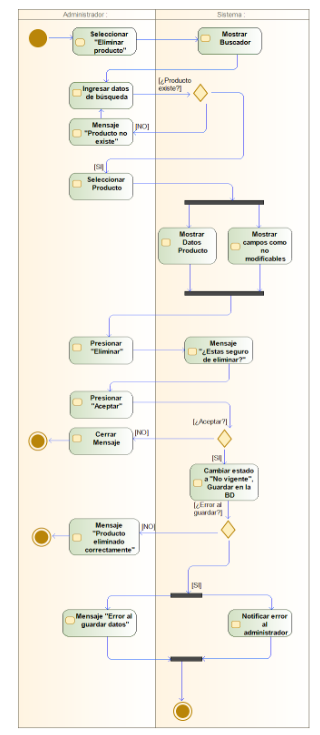 Administrador :
Sistema :
Seleccionar
"Eliminar
producto"
Mostrar
Buscador
Ingresar datos
de búsqueda
[¿Producto
existe?]
Mensaje
"Producto no
existe"
[NO]
[SI]
Seleccionar
Producto
Mostrar
Datos
Producto
Mostrar
campos como
no
modificables
Presionar
"Eliminar"
Mensaje
"¿Estas seguro
de eliminar?"
Presionar
"Aceptar"
[¿Aceptar?]
Cerrar
Mensaje
[NO]
[SI]
Cambiar estado
a "No vigente",
Guardar en la
BD
[¿Error al
guardar?]
Mensaje
"Producto
eliminado
correctamente"
[NO]
[SI]
Mensaje "Error al
guardar datos"
Notificar error
al
administrador